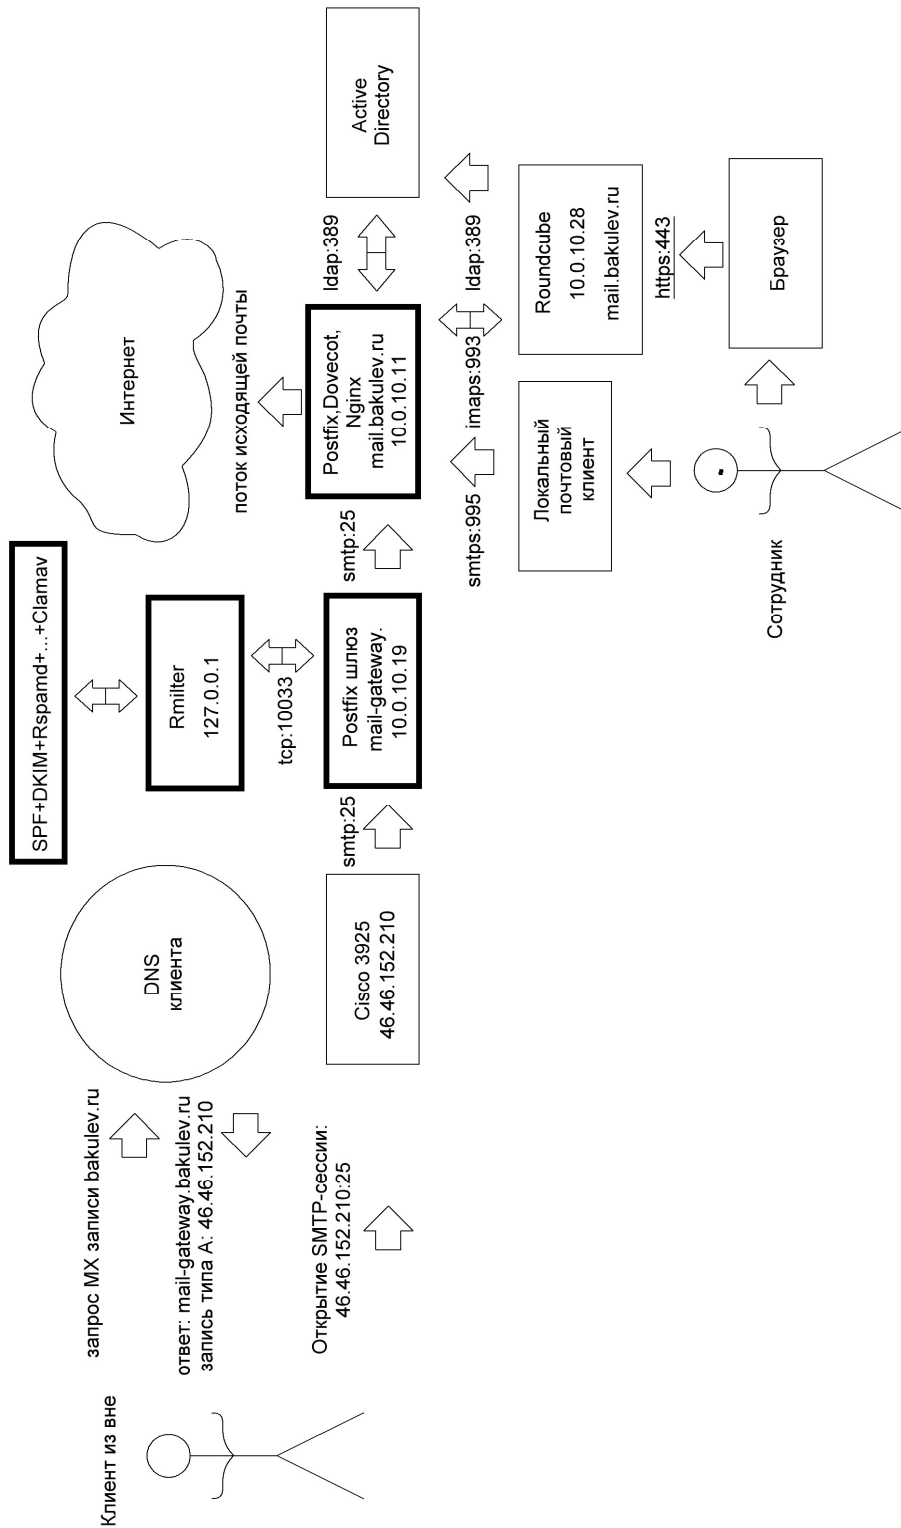 Клиент из вне
запрос MX записи bakulev.ru
ответ: mail-gateway.bakulev.ru
запись типа A: 46.46.152.210
Открытие SMTP-сессии:
46.46.152.210:25
DNS
клиента
Cisco 3925
46.46.152.210
smtp:25
SPF+DKIM+Rspamd+...+Clamav
Rmilter
127.0.0.1
tcp:10033
Postfix шлюз
mail-gateway.
10.0.10.19
smtp:25
Интернет
поток исходящей почты
Postfix,Dovecot,
Nginx
mail.bakulev.ru
10.0.10.11
ldap:389
Active
Directory
smtps:995
imaps:993
ldap:389
Локальный
почтовый
клиент
Roundcube
10.0.10.28
mail.bakulev.ru
https:443
Сотрудник
Браузер